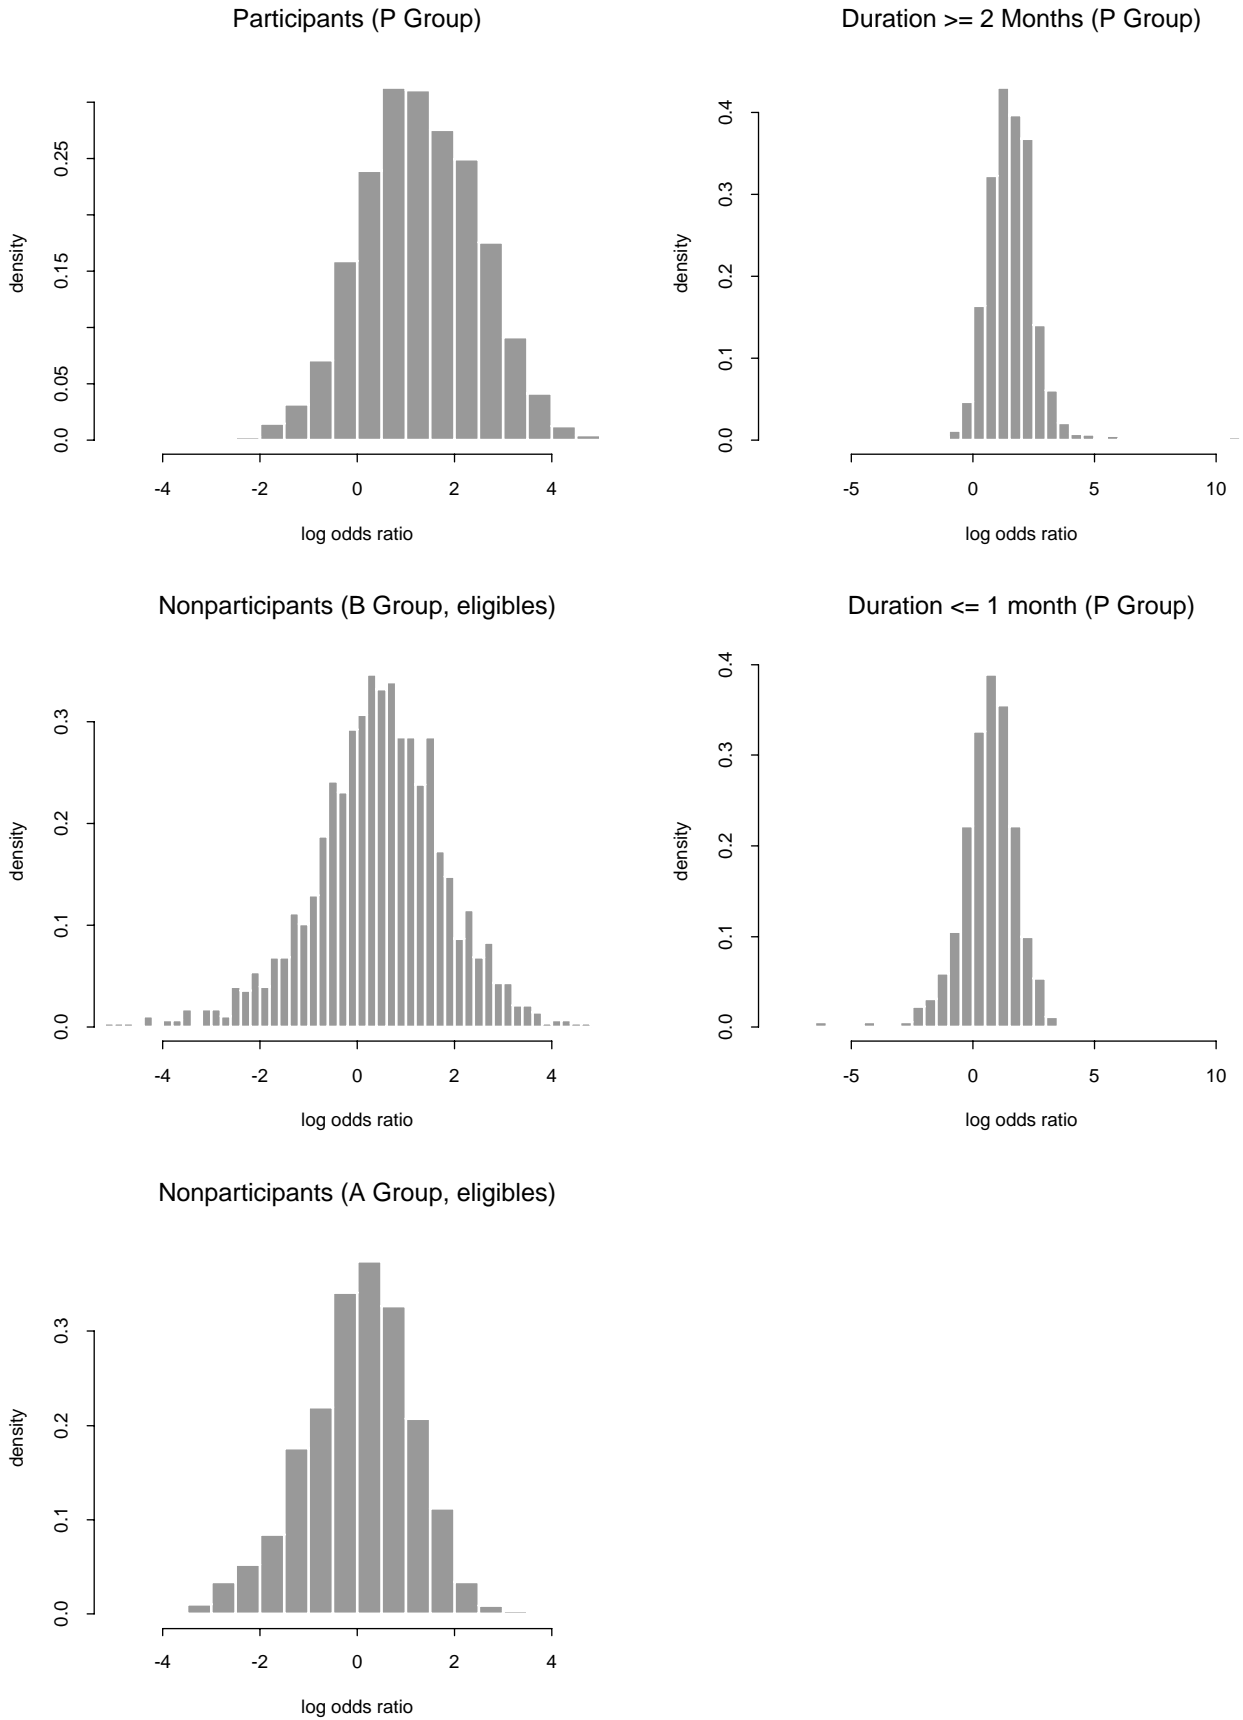 Participants (P Group)
density
0.0
0.05
0.15
0.25
-4 -2 0 2 4
log odds ratio
Duration >= 2 Months (P Group)
density
0.0
0.1
0.2
0.3
0.4
-5 0 5 10
log odds ratio
Nonparticipants (B Group, eligibles)
density
0.0
0.1
0.2
0.3
-4 -2 0 2 4
log odds ratio
Duration <= 1 month (P Group)
density
0.0
0.1
0.2
0.3
0.4
-5 0 5 10
log odds ratio
Nonparticipants (A Group, eligibles)
density
0.0
0.1
0.2
0.3
-4 -2 0 2 4
log odds ratio